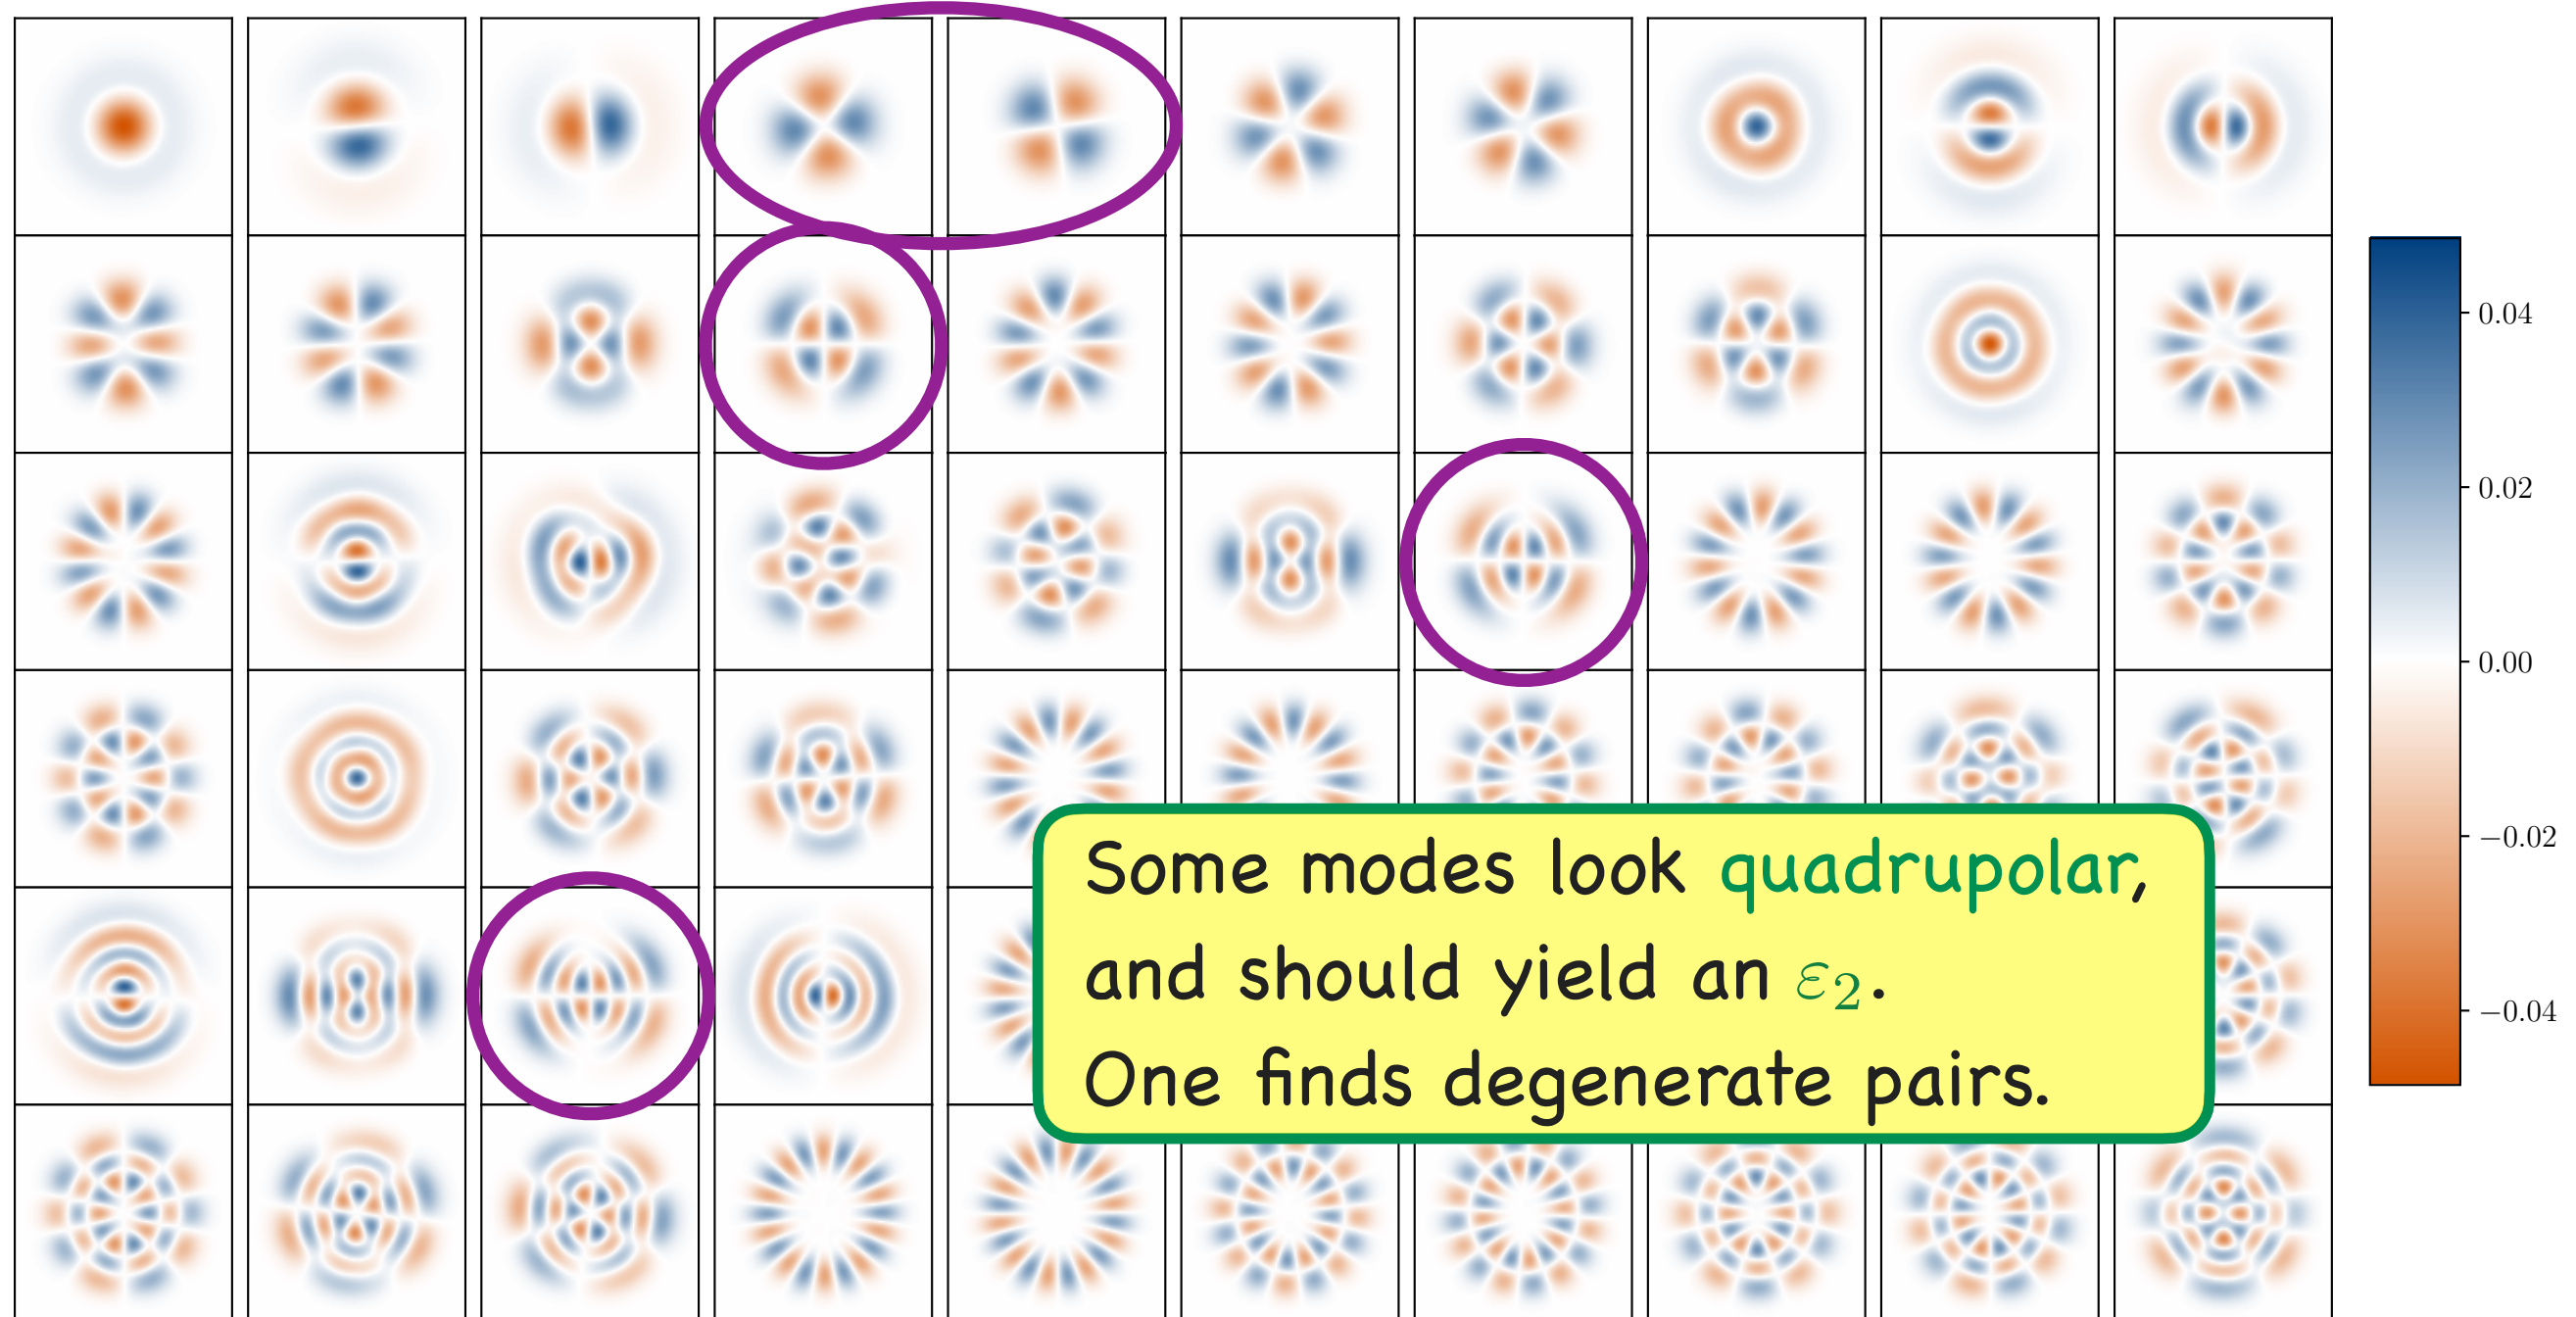 0.04
0.02
0.00
−0.02
−0.04
Some modes look quadrupolar,
and should yield an ε₂.
One finds degenerate pairs.